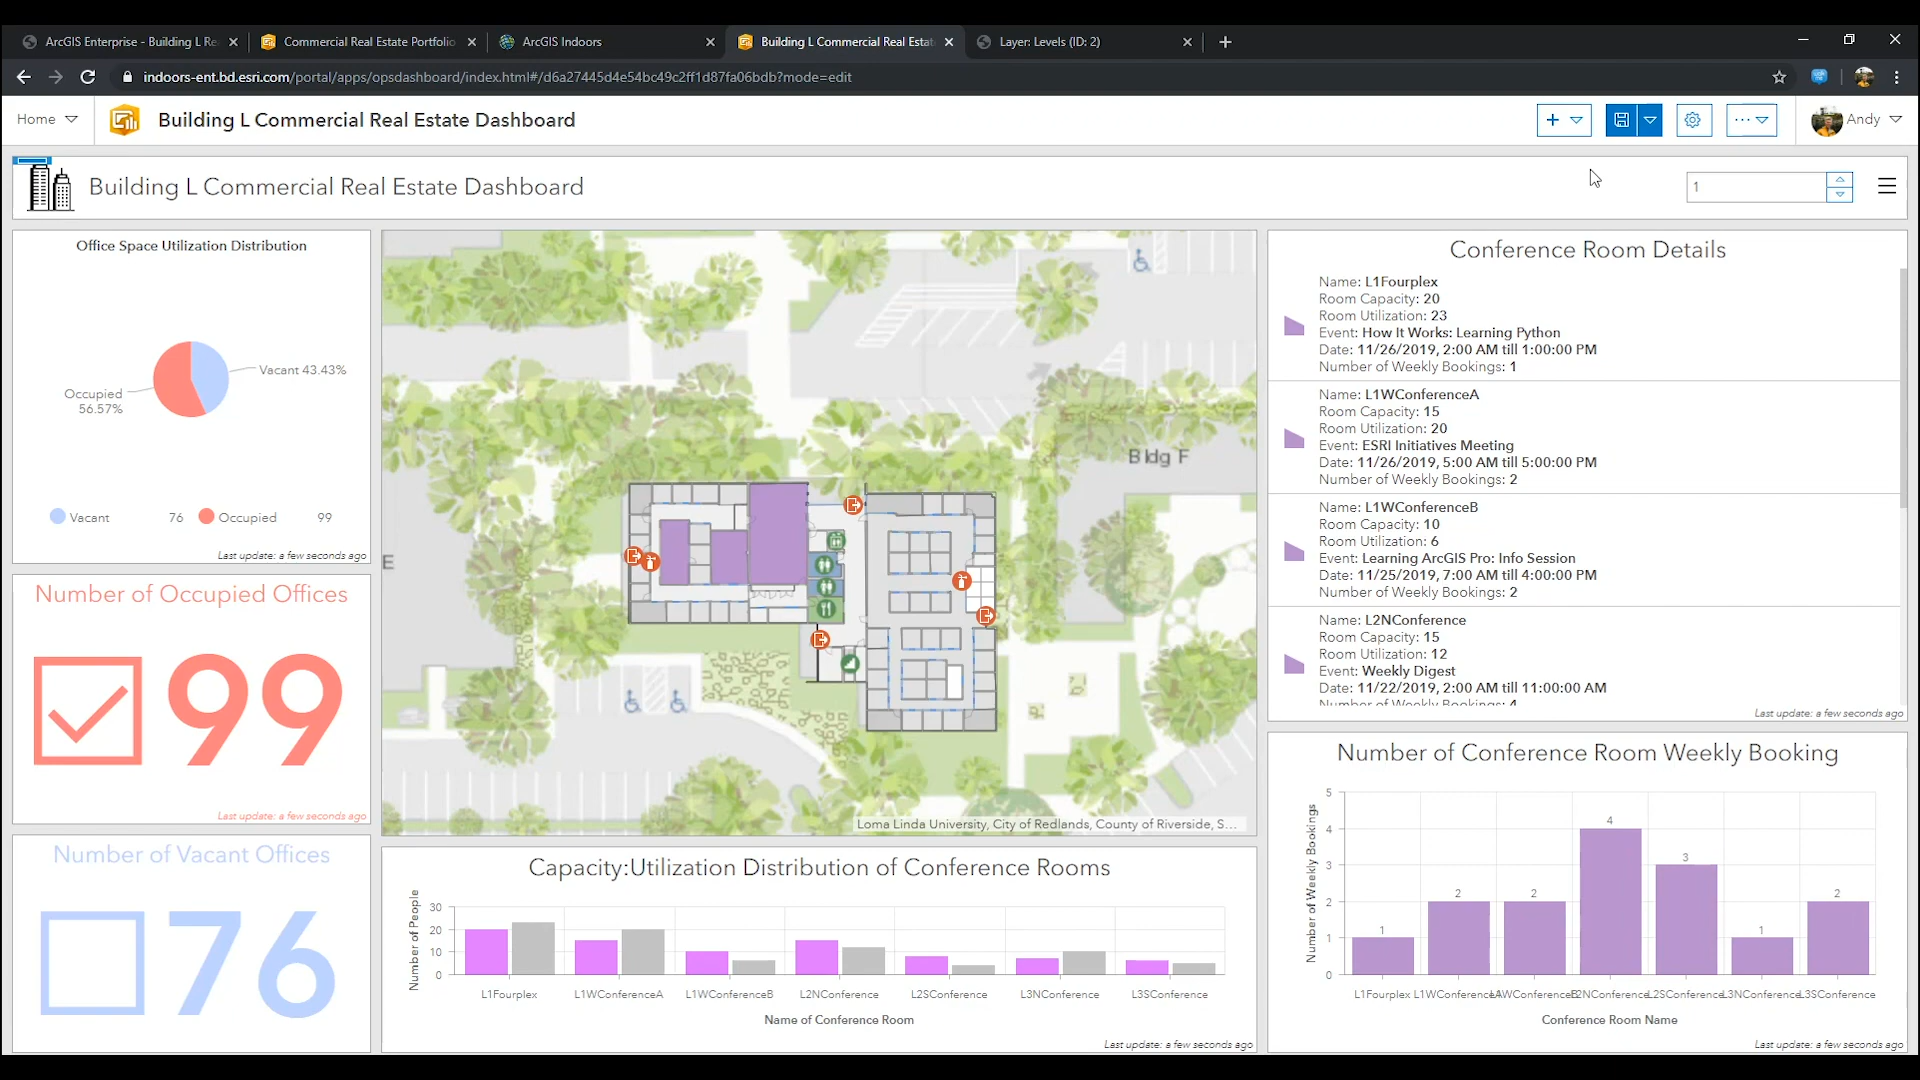 ArcGIS Enterprise - Building L Re
Commercial Real Estate Portfolio
ArcGIS Indoors
Building L Commercial Real Estat
Layer: Levels (ID: 2)
indoors-ent.bd.esri.com/portal/apps/opsdashboard/index.html#/d6a27445d4e54bc49c2ff1d87fa06bdb?mode=edit
Home
Building L Commercial Real Estate Dashboard
Andy
Building L Commercial Real Estate Dashboard
1
Office Space Utilization Distribution
Vacant 43.43%
Occupied
56.57%
Vacant 76 Occupied 99
Last update: a few seconds ago
Number of Occupied Offices
99
Last update: a few seconds ago
Number of Vacant Offices
76
Bldg F
E
Loma Linda University, City of Redlands, County of Riverside, S...
Capacity:Utilization Distribution of Conference Rooms
Number of People
30
20
10
0
L1Fourplex L1WConferenceA L1WConferenceB L2NConference L2SConference L3NConference L3SConference
Name of Conference Room
Last update: a few seconds ago
Conference Room Details
Name: L1Fourplex
Room Capacity: 20
Room Utilization: 23
Event: How It Works: Learning Python
Date: 11/26/2019, 2:00 AM till 1:00:00 PM
Number of Weekly Bookings: 1
Name: L1WConferenceA
Room Capacity: 15
Room Utilization: 20
Event: ESRI Initiatives Meeting
Date: 11/26/2019, 5:00 AM till 5:00:00 PM
Number of Weekly Bookings: 2
Name: L1WConferenceB
Room Capacity: 10
Room Utilization: 6
Event: Learning ArcGIS Pro: Info Session
Date: 11/25/2019, 7:00 AM till 4:00:00 PM
Number of Weekly Bookings: 2
Name: L2NConference
Room Capacity: 15
Room Utilization: 12
Event: Weekly Digest
Date: 11/22/2019, 2:00 AM till 11:00:00 AM
Number of Weekly Bookings: 4
Last update: a few seconds ago
Number of Conference Room Weekly Booking
Number of Weekly Bookings
5
4
3
2
1
0
1
2
2
4
3
1
2
L1Fourplex L1WConferenceA L1WConferenceB L2NConference L2SConference L3NConference L3SConference
Conference Room Name
Last update: a few seconds ago